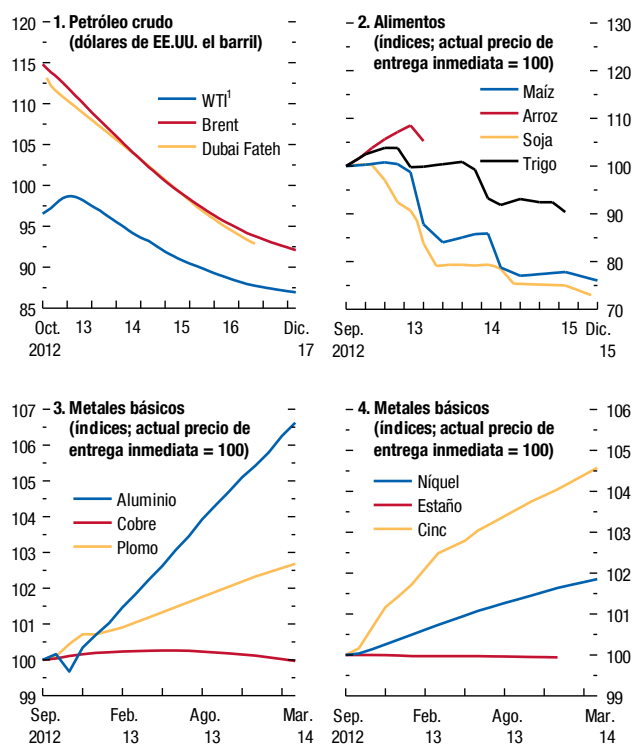 1. Petróleo crudo
(dólares de EE.UU. el barril)
120
115
110
105
100
95
90
85
WTI¹
Brent
Dubai Fateh
Oct. 13 14 15 16 Dic.
2012 17
2. Alimentos
(índices; actual precio de
entrega inmediata = 100)
130
120
110
100
90
80
70
Maíz
Arroz
Soja
Trigo
Sep. 13 14 15 Dic.
2012 15
3. Metales básicos
(índices; actual precio de
entrega inmediata = 100)
107
106
105
104
103
102
101
100
99
Aluminio
Cobre
Plomo
Sep. Feb. Ago. Mar.
2012 13 13 14
4. Metales básicos
(índices; actual precio de
entrega inmediata = 100)
106
105
104
103
102
101
100
99
Níquel
Estaño
Cinc
Sep. Feb. Ago. Mar.
2012 13 13 14